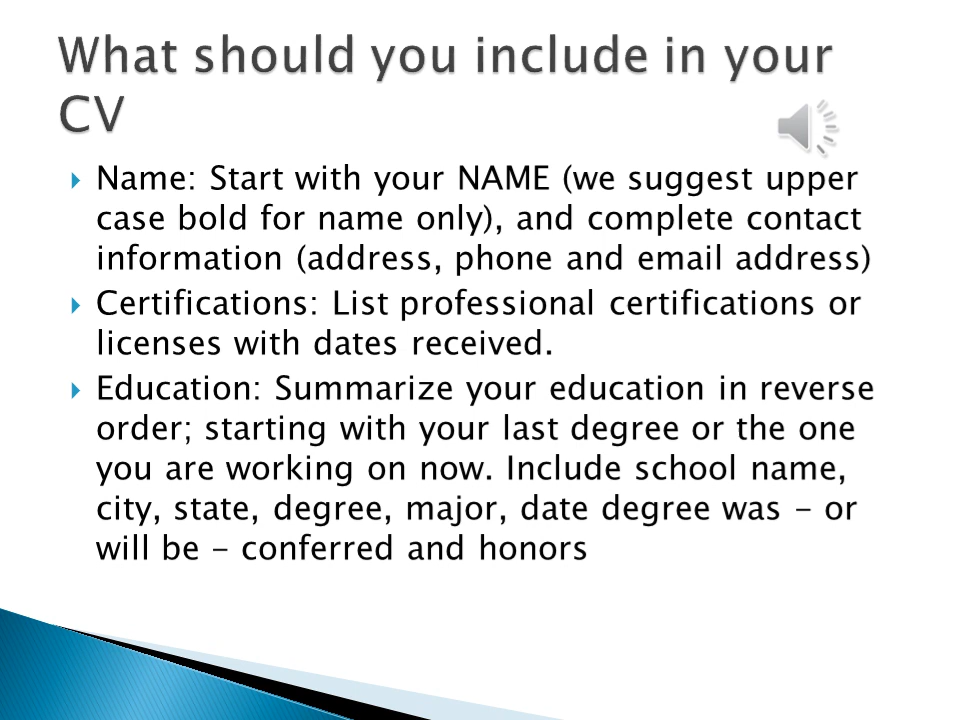 What should you include in your
CV
Name: Start with your NAME (we suggest upper
case bold for name only), and complete contact
information (address, phone and email address)
Certifications: List professional certifications or
licenses with dates received.
Education: Summarize your education in reverse
order; starting with your last degree or the one
you are working on now. Include school name,
city, state, degree, major, date degree was - or
will be - conferred and honors